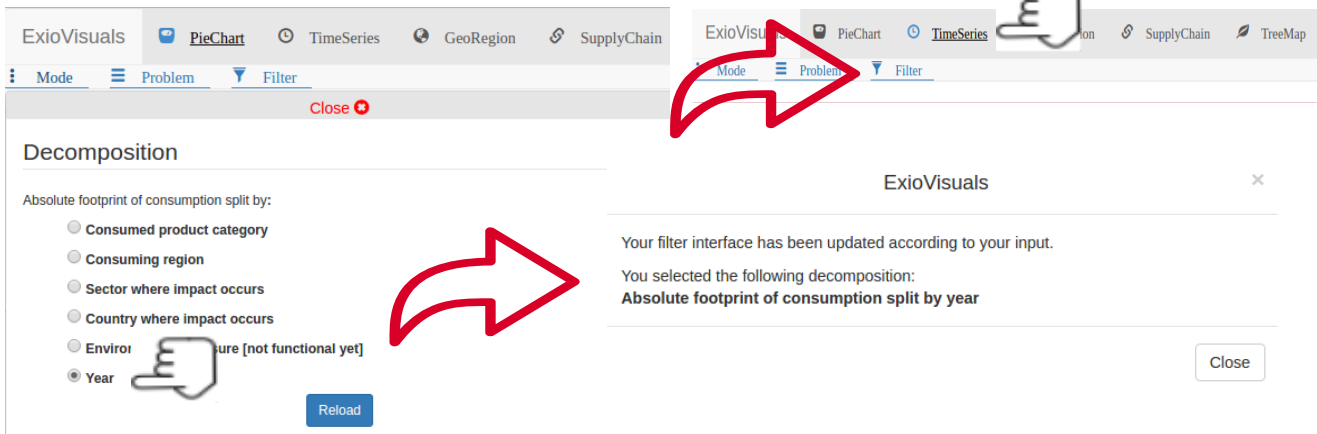 ExioVisuals PieChart TimeSeries GeoRegion SupplyChain
Mode Problem Filter
Close
Decomposition
Absolute footprint of consumption split by:
Consumed product category
Consuming region
Sector where impact occurs
Country where impact occurs
[not functional yet]
Year
Reload
PieChart TimeSeries SupplyChain TreeMap
Mode Filter
ExioVisuals ×
Your filter interface has been updated according to your input.
You selected the following decomposition:
Absolute footprint of consumption split by year
Close